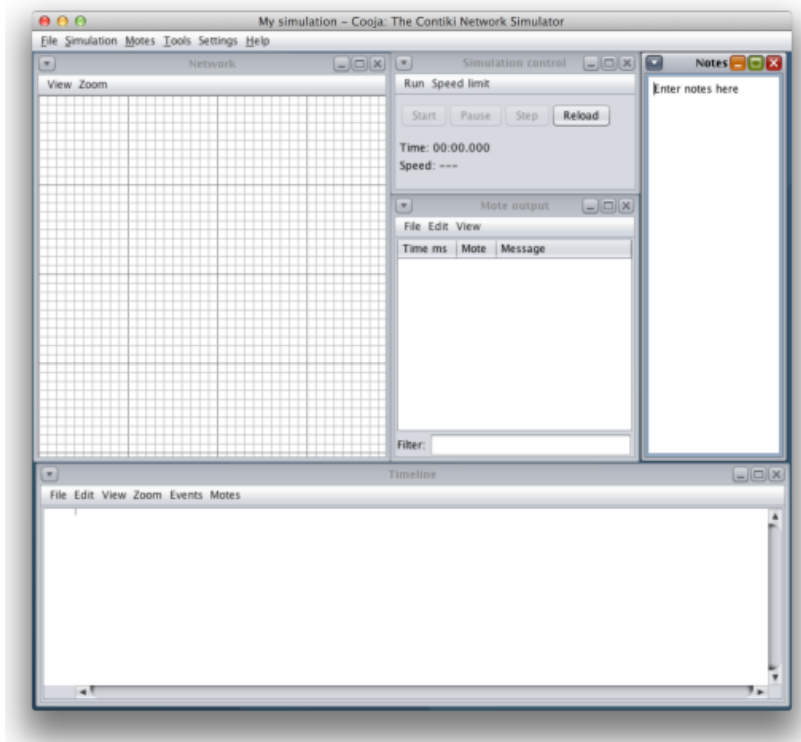 My simulation – Cooja: The Contiki Network Simulator
File Simulation Motes Tools Settings Help
Network
View Zoom
Simulation control
Run Speed limit
Start Pause Step Reload
Time: 00:00.000
Speed: ---
Mote output
File Edit View
Time ms Mote Message
Filter:
Notes
Enter notes here
Timeline
File Edit View Zoom Events Motes